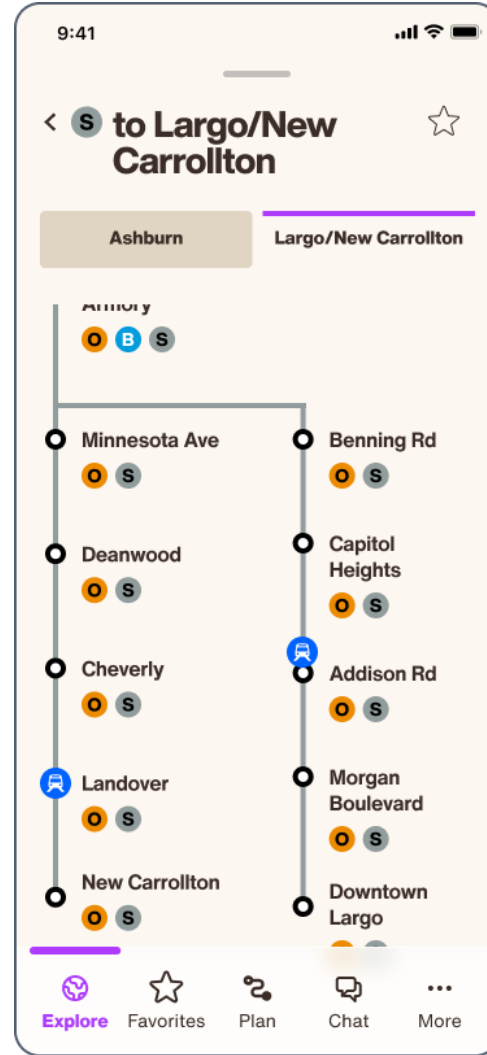 9:41
S to Largo/New
Carrollton
Ashburn
Largo/New Carrollton
Armory
O B S
Minnesota Ave
O S
Benning Rd
O S
Deanwood
O S
Capitol
Heights
O S
Cheverly
O S
Addison Rd
O S
Landover
O S
Morgan
Boulevard
O S
New Carrollton
O S
Downtown
Largo
Explore
Favorites
Plan
Chat
More